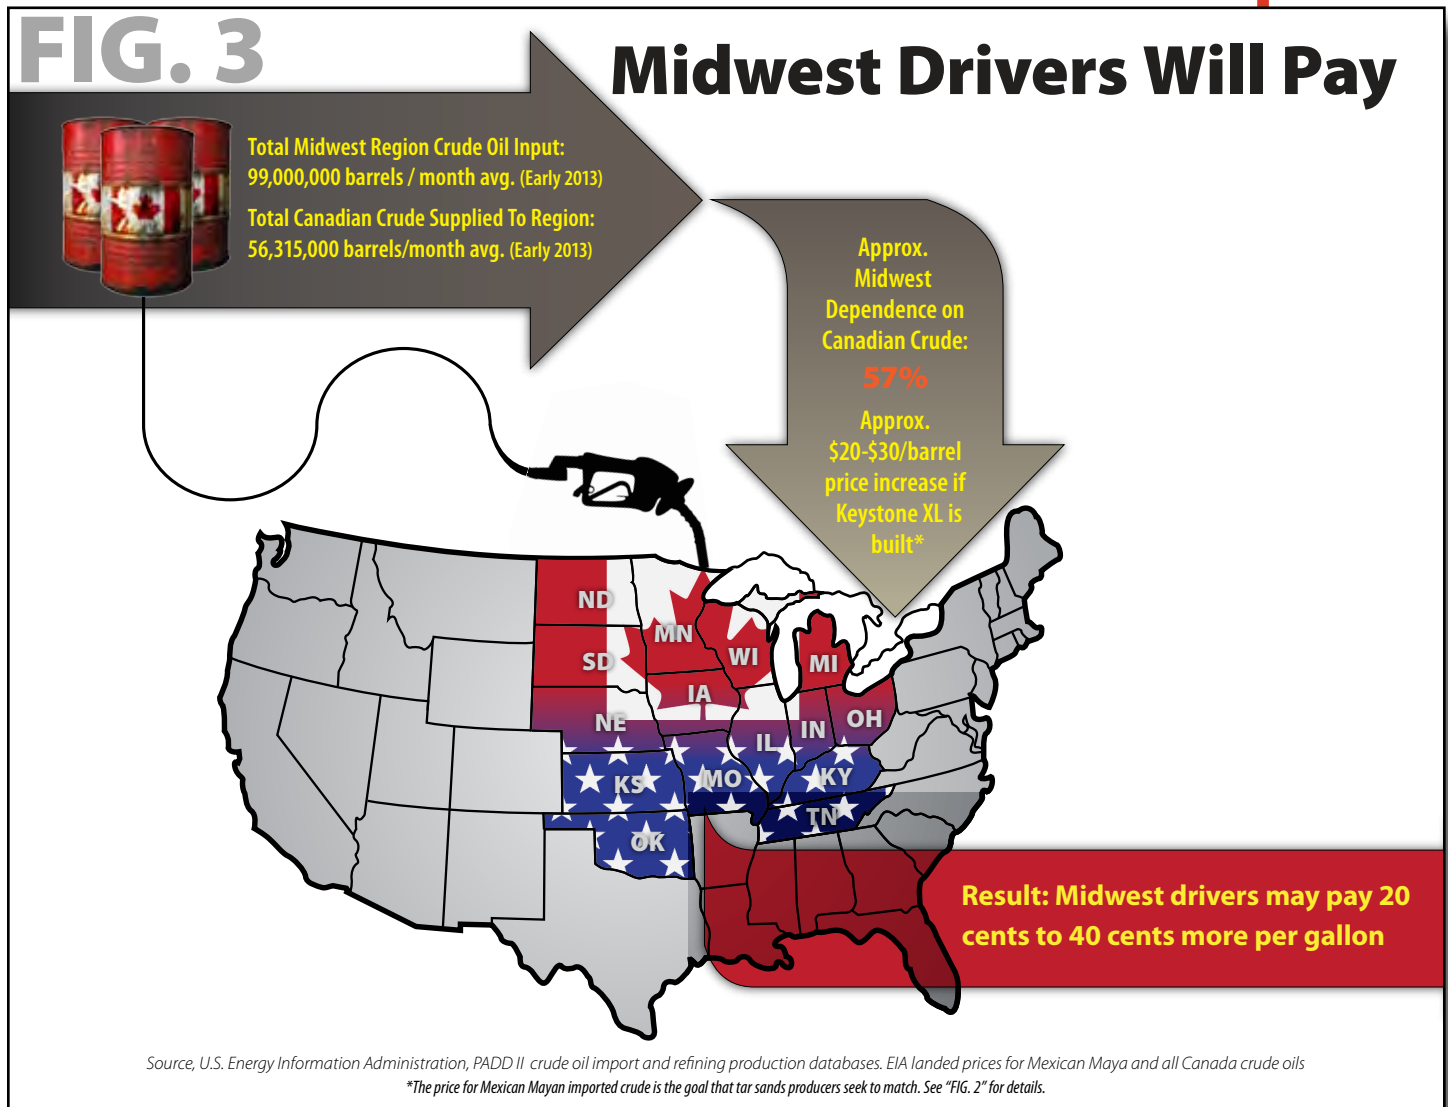 FIG. 3
Midwest Drivers Will Pay
Total Midwest Region Crude Oil Input:
99,000,000 barrels / month avg. (Early 2013)
Total Canadian Crude Supplied To Region:
56,315,000 barrels/month avg. (Early 2013)
Approx.
Midwest
Dependence on
Canadian Crude:
57%
Approx.
$20-$30/barrel
price increase if
Keystone XL is
built*
ND
MN
SD
WI
MI
IA
NE
IL
IN
OH
KS
MO
KY
TN
OK
Result: Midwest drivers may pay 20
cents to 40 cents more per gallon
Source, U.S. Energy Information Administration, PADD II crude oil import and refining production databases. EIA landed prices for Mexican Maya and all Canada crude oils
*The price for Mexican Mayan imported crude is the goal that tar sands producers seek to match. See “FIG. 2” for details.